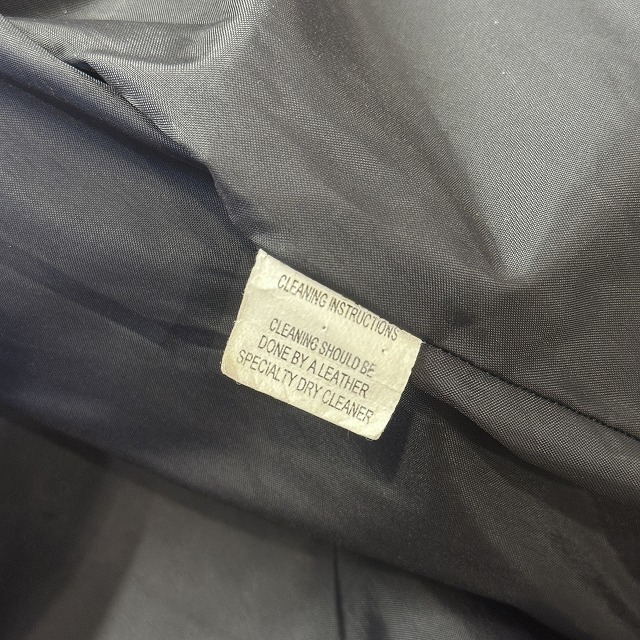 CLEANING INSTRUCTIONS
CLEANING SHOULD BE
DONE BY A LEATHER
SPECIALTY DRY CLEANER